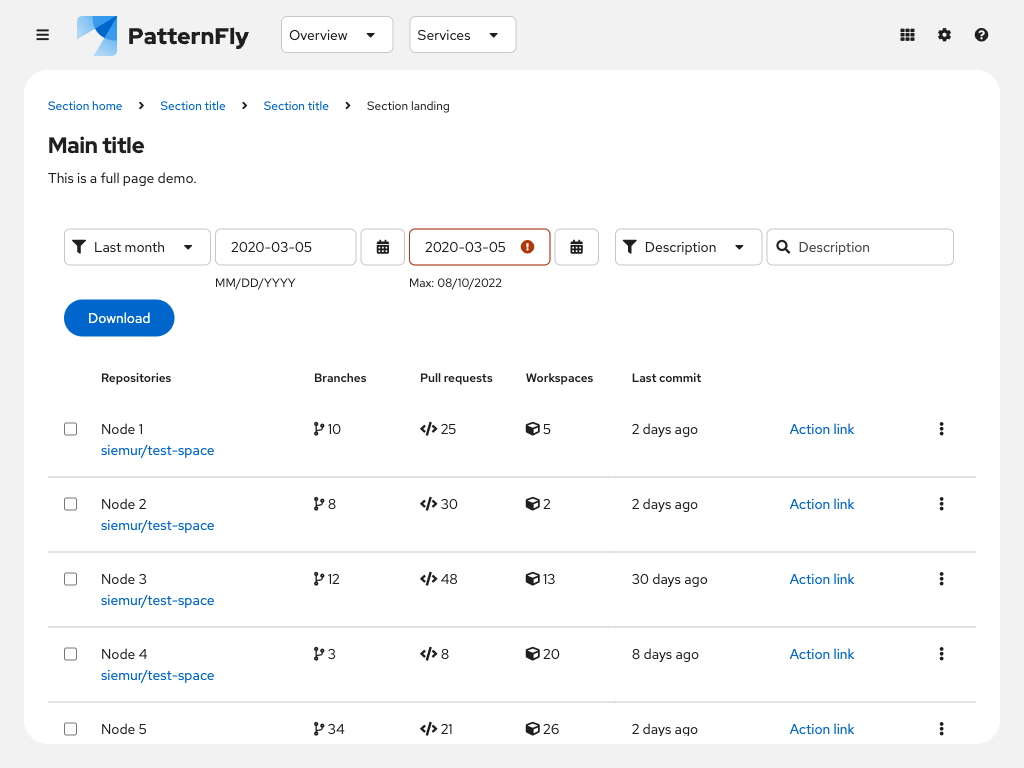 PatternFly Overview Services
Section home Section title Section title Section landing
Main title
This is a full page demo.
Last month 2020-03-05 2020-03-05 Description Description
MM/DD/YYYY Max: 08/10/2022
Download
Repositories Branches Pull requests Workspaces Last commit
Node 1 10 25 5 2 days ago Action link
siemur/test-space
Node 2 8 30 2 2 days ago Action link
siemur/test-space
Node 3 12 48 13 30 days ago Action link
siemur/test-space
Node 4 3 8 20 8 days ago Action link
siemur/test-space
Node 5 34 21 26 2 days ago Action link